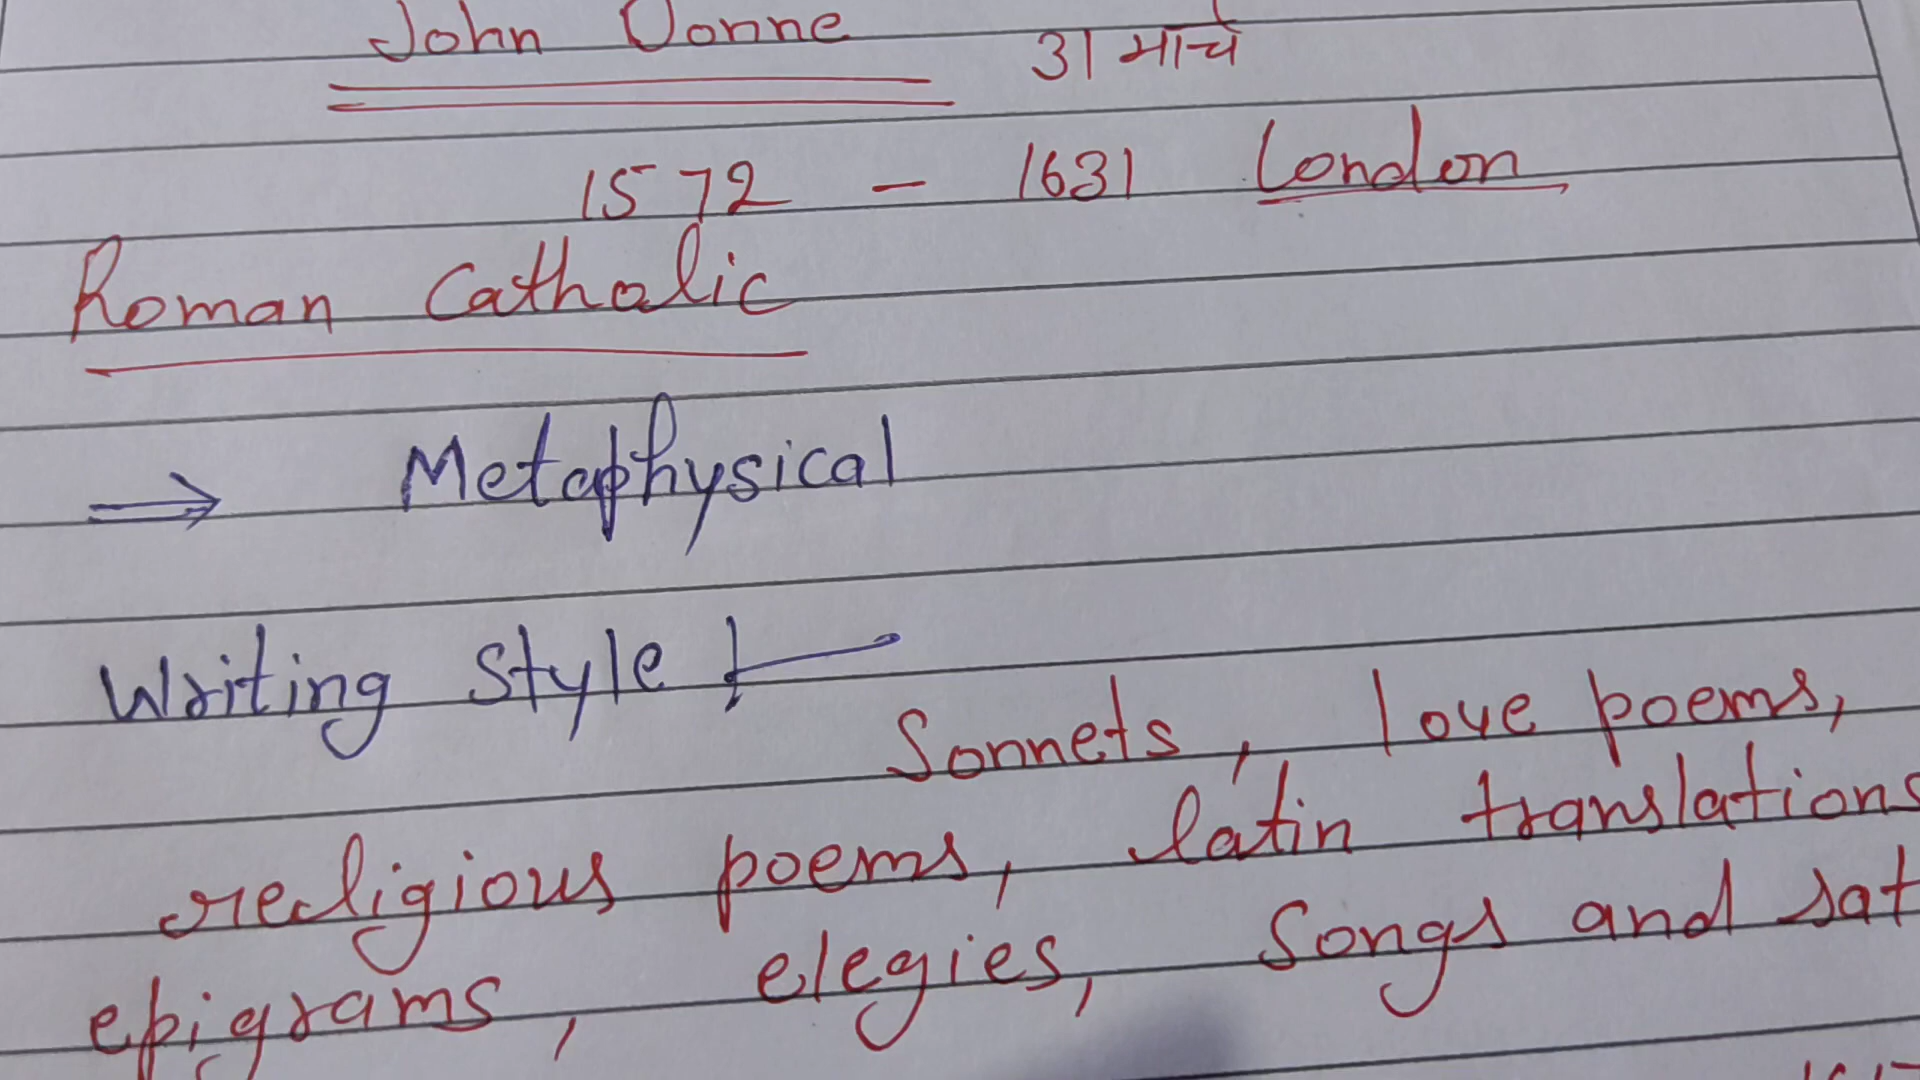 John Donne 31 मार्च
1572 - 1631 London
Roman Catholic
⇒ Metaphysical
Writing Style :-
Sonnets, love poems,
religious poems, latin translations
epigrams, elegies, Songs and sat